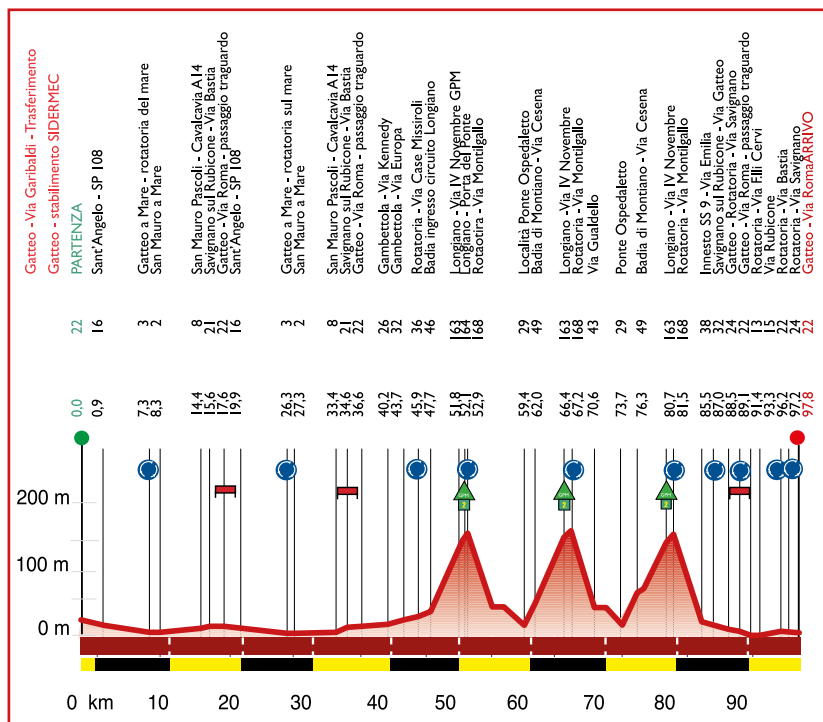 Gatteo - Via Garibaldi - Trasferimento
Gatteo - stabilimento SIDERMEC
PARTENZA 22 0,0
Sant'Angelo - SP 108 16 0,9
Gatteo a Mare - rotatoria del mare 3 7,3
San Mauro a Mare 2 8,3
San Mauro Pascoli - Cavalcavia A14 8 14,4
Savignano sul Rubicone - Via Bastia 21 15,6
Gatteo - Via Roma - passaggio traguardo 22 17,6
Sant'Angelo - SP 108 16 19,9
Gatteo a Mare - rotatoria sul mare 3 26,3
San Mauro a Mare 2 27,3
San Mauro Pascoli - Cavalcavia A14 8 33,4
Savignano sul Rubicone - Via Bastia 21 34,6
Gatteo - Via Roma - passaggio traguardo 22 36,6
Gambettola - Via Kennedy 26 40,2
Gambettola - Via Europa 32 43,7
Rotatoria - Via Case Missiroli 36 45,9
Badia ingresso circuito Longiano 46 47,7
Longiano - Via IV Novembre GPM 163 51,8
Longiano - Porta del Ponte 164 52,1
Rotaotira - Via Montilgallo 168 52,9
Località Ponte Ospedaletto 29 59,4
Badia di Montiano - Via Cesena 49 62,0
Longiano - Via IV Novembre 163 66,4
Rotatoria - Via Montilgallo 168 67,2
Via Gualdello 43 70,6
Ponte Ospedaletto 29 73,7
Badia di Montiano - Via Cesena 49 76,3
Longiano - Via IV Novembre 163 80,7
Rotatoria - Via Montilgallo 168 81,5
Innesto SS 9 - Via Emilia 38 85,5
Savignano sul Rubicone - Via Gatteo 32 87,0
Gatteo - Rotatoria - Via Savignano 24 88,5
Gatteo - Via Roma - passaggio traguardo 22 89,1
Rotatoria - Via F.lli Cervi 13 91,4
Via Rubicone 15 93,3
Rotatoria - Via Bastia 22 96,2
Rotatoria - Via Savignano 24 97,2
Gatteo - Via Roma ARRIVO 22 97,8
200 m
100 m
0 m
GPM 2
GPM 2
GPM 2
0 km 10 20 30 40 50 60 70 80 90